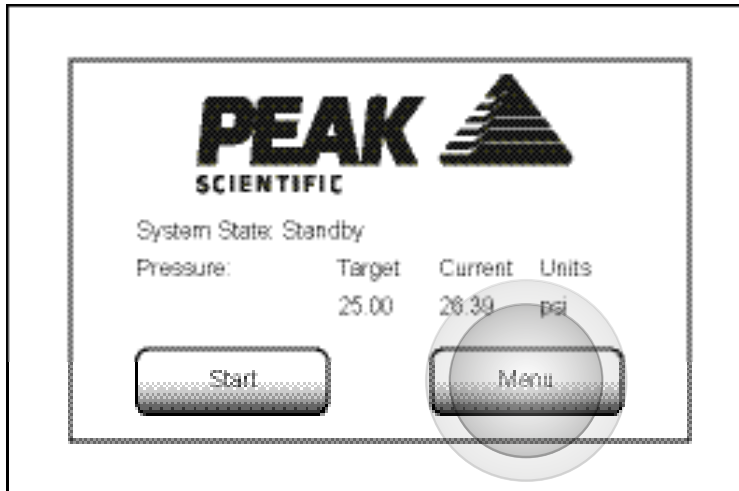 PEAK
SCIENTIFIC
System State: Standby
Pressure: Target Current Units
25.00 26.39 psi
Start Menu